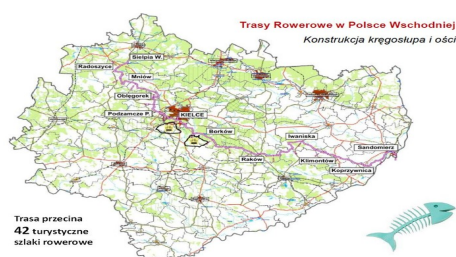 Trasy Rowerowe w Polsce Wschodniej
Konstrukcja kręgosłupa i ości
Sielpia W.
Radoszyce
Mniów
Oblęgorek
Podzamcze P.
KIELCE
Borków
Iwaniska
Sandomierz
Raków
Klimontów
Koprzywnica
Trasa przecina
42 turystyczne
szlaki rowerowe